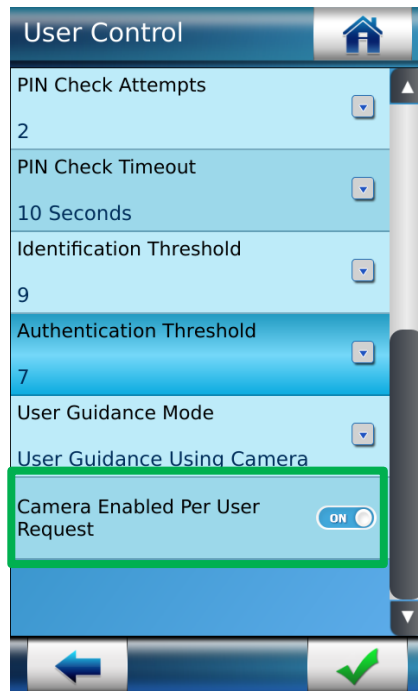 User Control
PIN Check Attempts
2
PIN Check Timeout
10 Seconds
Identification Threshold
9
Authentication Threshold
7
User Guidance Mode
User Guidance Using Camera
Camera Enabled Per User
Request
ON